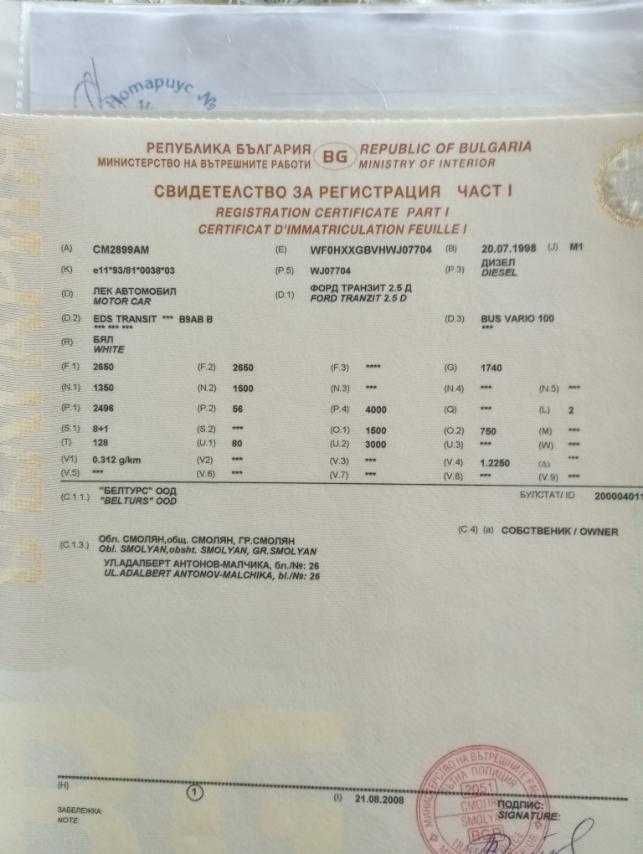 Нотариус №
РЕПУБЛИКА БЪЛГАРИЯ BG REPUBLIC OF BULGARIA
МИНИСТЕРСТВО НА ВЪТРЕШНИТЕ РАБОТИ MINISTRY OF INTERIOR
СВИДЕТЕЛСТВО ЗА РЕГИСТРАЦИЯ ЧАСТ I
REGISTRATION CERTIFICATE PART I
CERTIFICAT D'IMMATRICULATION FEUILLE I
(A) CM2899AM (E) WF0HXXGBVHWJ07704 (B) 20.07.1998 (J) M1
(K) e11*93/81*0038*03 (P.5) WJ07704 (P.3) ДИЗЕЛ
DIESEL
(D) ЛЕК АВТОМОБИЛ (D.1) ФОРД ТРАНЗИТ 2.5 Д
MOTOR CAR FORD TRANZIT 2.5 D
(D.2) EDS TRANSIT *** B9AB B (D.3) BUS VARIO 100
*** *** *** ***
(R) БЯЛ
WHITE
(F.1) 2650 (F.2) 2650 (F.3) **** (G) 1740
(N.1) 1350 (N.2) 1500 (N.3) *** (N.4) *** (N.5) ***
(P.1) 2496 (P.2) 56 (P.4) 4000 (Q) *** (L) 2
(S.1) 8+1 (S.2) *** (O.1) 1500 (O.2) 750 (M) ***
(T) 128 (U.1) 80 (U.2) 3000 (U.3) *** (W) ***
(V1) 0.312 g/km (V2) *** (V.3) *** (V.4) 1.2250 ***
(V.5) *** (V.6) *** (V.7) *** (V.8) *** (V.9) ***
(C.1.1.) "БЕЛТУРС" ООД БУЛСТАТ/ ID 200004011
"BELTURS" OOD
(C.4) (a) СОБСТВЕНИК / OWNER
(C.1.3.) Обл. СМОЛЯН,общ. СМОЛЯН, ГР.СМОЛЯН
Obl. SMOLYAN,obsht. SMOLYAN, GR.SMOLYAN
УЛ.АДАЛБЕРТ АНТОНОВ-МАЛЧИКА, бл./№: 26
UL.ADALBERT ANTONOV-MALCHIKA, bl./№: 26
(H) 1 (I) 21.08.2008
ЗАБЕЛЕЖКА:
NOTE
ПОДПИС:
SIGNATURE:
МИНИСТЕРСТВО НА ВЪТРЕШНИТЕ
ПОЛИЦИЯ
2051